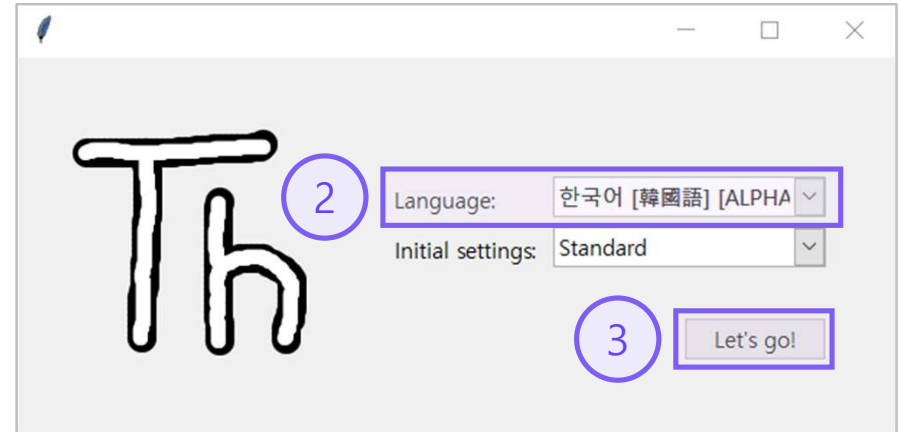 Th
2
Language:
한국어 [韓國語] [ALPHA
Initial settings:
Standard
3
Let's go!